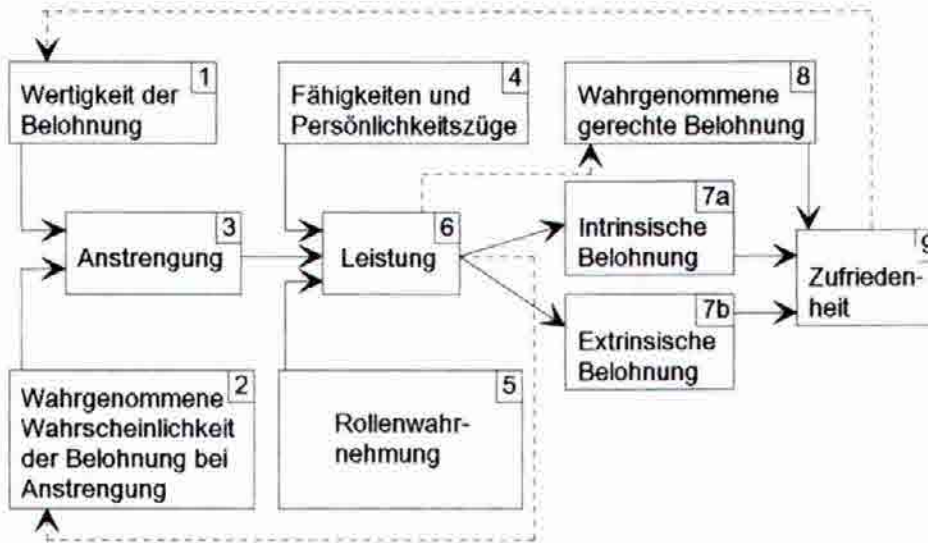 1
Wertigkeit der
Belohnung
4
Fähigkeiten und
Persönlichkeitszüge
8
Wahrgenommene
gerechte Belohnung
3
Anstrengung
6
Leistung
7a
Intrinsische
Belohnung
7b
Extrinsische
Belohnung
9
Zufrieden-
heit
2
Wahrgenommene
Wahrscheinlichkeit
der Belohnung bei
Anstrengung
5
Rollenwahr-
nehmung